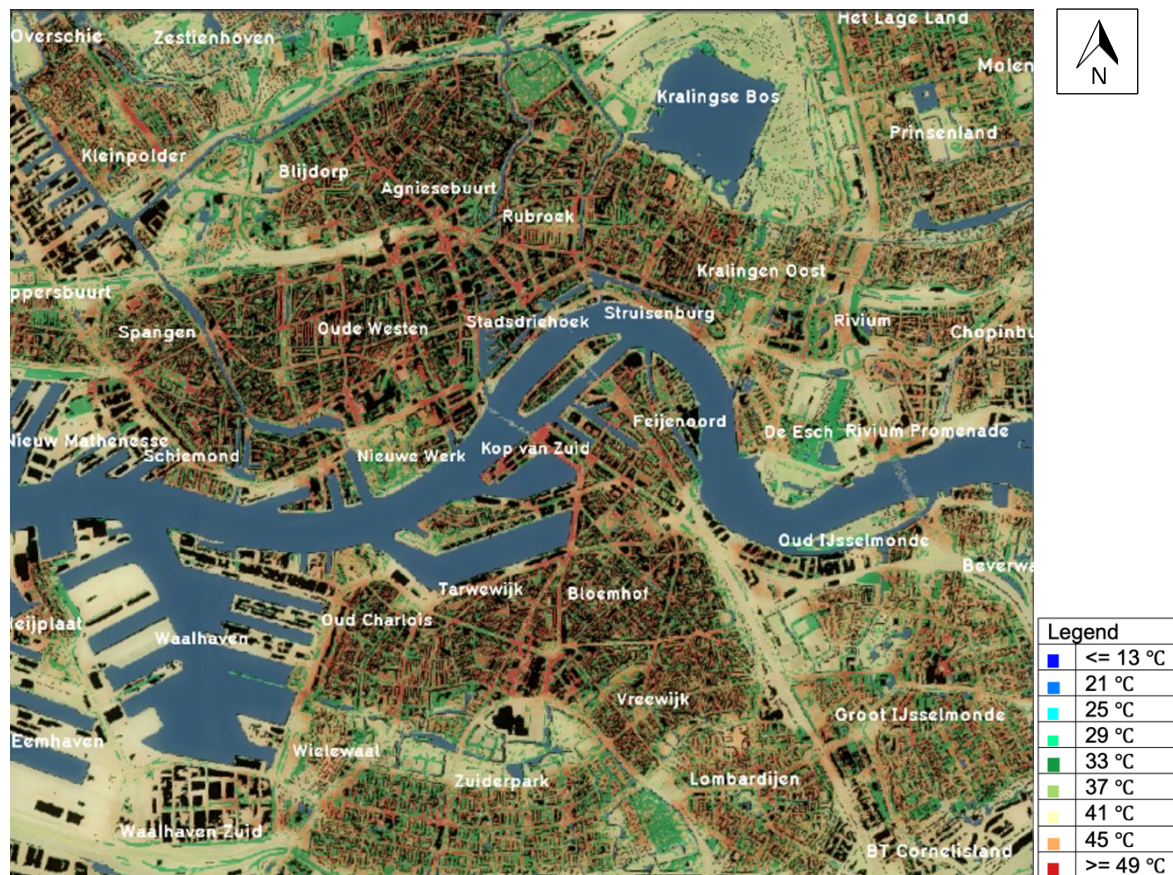 Het Lage Land
Overschie
Zestienhoven
Molen
N
Kralingse Bos
Prinsenland
Kleinpolder
Blijdorp
Agniesebuurt
Rubroek
Kralingen Oost
ppersbuurt
Spangen
Oude Westen
Stadsdriehoek
Struisenburg
Rivium
Chopinbu
Feijenoord
De Esch
Rivium Promenade
Nieuw Mathenesse
Schiemond
Nieuwe Werk
Kop van Zuid
Oud IJsselmonde
Beverwa
Tarwewijk
Bloemhof
Oud Charlois
Heijplaat
Waalhaven
Vreewijk
Groot IJsselmonde
Eemhaven
Wielewaal
Zuiderpark
Lombardijen
Waalhaven Zuid
BT Cornelisland
Legend
<= 13 °C
21 °C
25 °C
29 °C
33 °C
37 °C
41 °C
45 °C
>= 49 °C